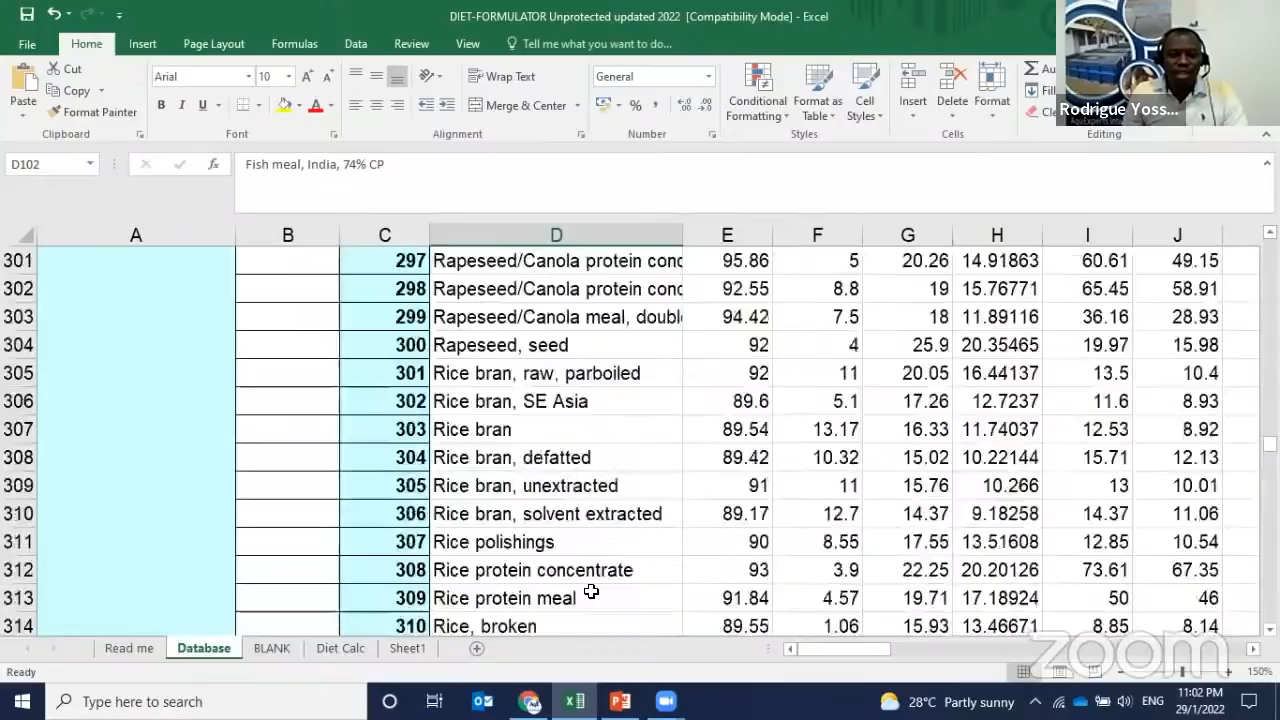 DIET-FORMULATOR Unprotected updated 2022 [Compatibility Mode] - Excel
File Home Insert Page Layout Formulas Data Review View Tell me what you want to do...
Paste Cut Copy Format Painter
Arial 10 A A
B I U A
Wrap Text
Merge & Center
General
% ,
Conditional Formatting Format as Table Cell Styles
Insert Delete Format
Clipboard Font Alignment Number Styles Cells Editing
Rodrigue Yoss...
D102 fx Fish meal, India, 74% CP
A B C D E F G H I J
301 297 Rapeseed/Canola protein conc 95.86 5 20.26 14.91863 60.61 49.15
302 298 Rapeseed/Canola protein conc 92.55 8.8 19 15.76771 65.45 58.91
303 299 Rapeseed/Canola meal, doubl 94.42 7.5 18 11.89116 36.16 28.93
304 300 Rapeseed, seed 92 4 25.9 20.35465 19.97 15.98
305 301 Rice bran, raw, parboiled 92 11 20.05 16.44137 13.5 10.4
306 302 Rice bran, SE Asia 89.6 5.1 17.26 12.7237 11.6 8.93
307 303 Rice bran 89.54 13.17 16.33 11.74037 12.53 8.92
308 304 Rice bran, defatted 89.42 10.32 15.02 10.22144 15.71 12.13
309 305 Rice bran, unextracted 91 11 15.76 10.266 13 10.01
310 306 Rice bran, solvent extracted 89.17 12.7 14.37 9.18258 14.37 11.06
311 307 Rice polishings 90 8.55 17.55 13.51608 12.85 10.54
312 308 Rice protein concentrate 93 3.9 22.25 20.20126 73.61 67.35
313 309 Rice protein meal 91.84 4.57 19.71 17.18924 50 46
314 310 Rice, broken 89.55 1.06 15.93 13.46671 8.85 8.14
Read me Database BLANK Diet Calc Sheet1
zoom
Ready 150%
Type here to search 28°C Partly sunny ENG 11:02 PM 29/1/2022